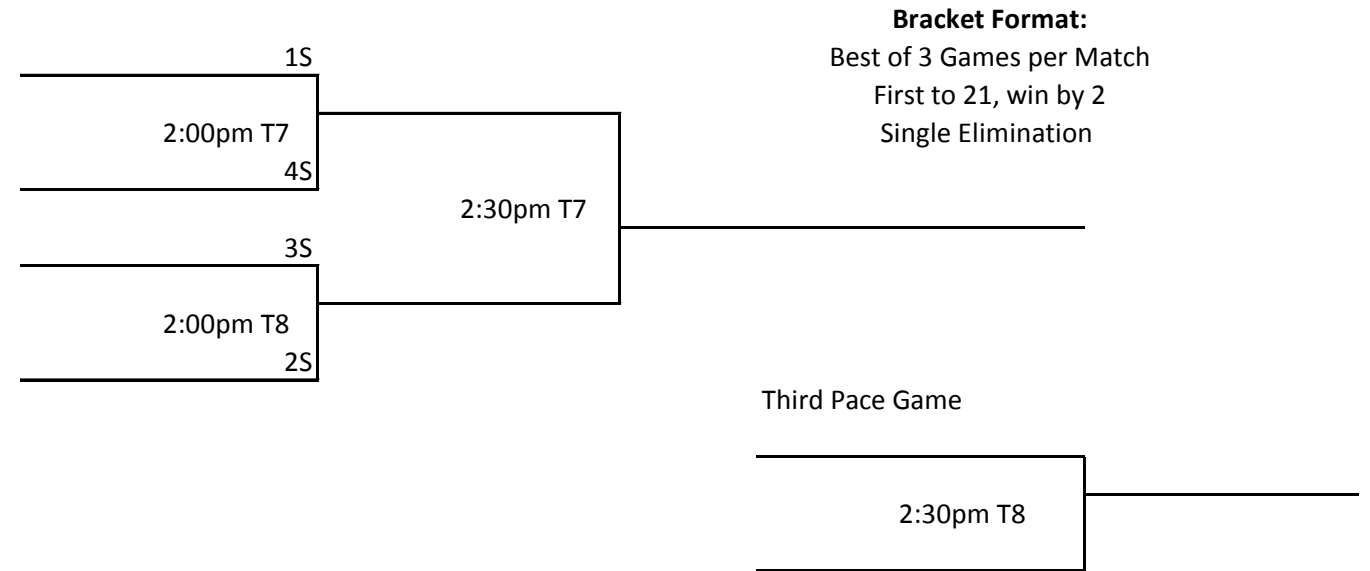 Bracket Format:
Best of 3 Games per Match
First to 21, win by 2
Single Elimination
1S
2:00pm T7
4S
2:30pm T7
3S
2:00pm T8
2S
Third Pace Game
2:30pm T8